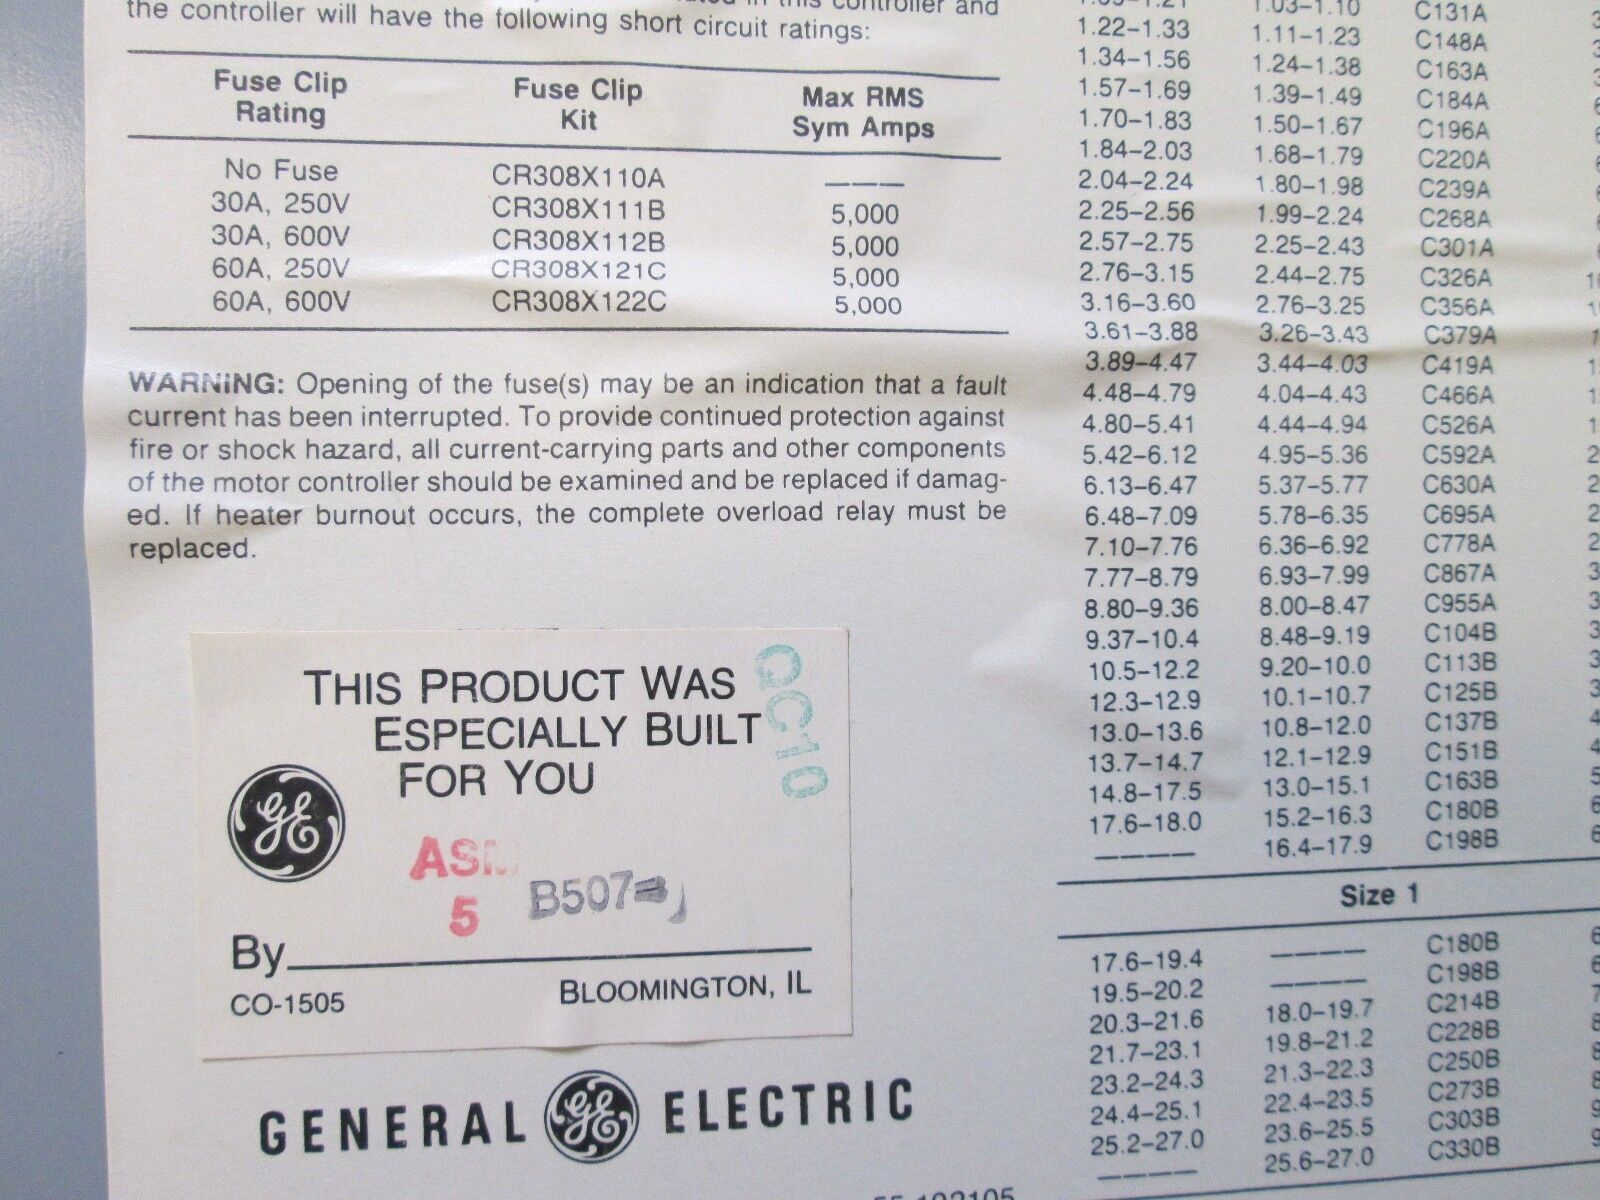 the controller will have the following short circuit ratings:
Fuse Clip Rating Fuse Clip Kit Max RMS Sym Amps
No Fuse CR308X110A ———
30A, 250V CR308X111B 5,000
30A, 600V CR308X112B 5,000
60A, 250V CR308X121C 5,000
60A, 600V CR308X122C 5,000
WARNING: Opening of the fuse(s) may be an indication that a fault
current has been interrupted. To provide continued protection against
fire or shock hazard, all current-carrying parts and other components
of the motor controller should be examined and be replaced if damag-
ed. If heater burnout occurs, the complete overload relay must be
replaced.
THIS PRODUCT WAS
ESPECIALLY BUILT
FOR YOU
QC10
GE
ASM
5
B507
By
CO-1505 BLOOMINGTON, IL
GENERAL GE ELECTRIC
1.03–1.10 C131A
1.22–1.33 1.11–1.23 C148A
1.34–1.56 1.24–1.38 C163A
1.57–1.69 1.39–1.49 C184A
1.70–1.83 1.50–1.67 C196A
1.84–2.03 1.68–1.79 C220A
2.04–2.24 1.80–1.98 C239A
2.25–2.56 1.99–2.24 C268A
2.57–2.75 2.25–2.43 C301A
2.76–3.15 2.44–2.75 C326A
3.16–3.60 2.76–3.25 C356A
3.61–3.88 3.26–3.43 C379A
3.89–4.47 3.44–4.03 C419A
4.48–4.79 4.04–4.43 C466A
4.80–5.41 4.44–4.94 C526A
5.42–6.12 4.95–5.36 C592A
6.13–6.47 5.37–5.77 C630A
6.48–7.09 5.78–6.35 C695A
7.10–7.76 6.36–6.92 C778A
7.77–8.79 6.93–7.99 C867A
8.80–9.36 8.00–8.47 C955A
9.37–10.4 8.48–9.19 C104B
10.5–12.2 9.20–10.0 C113B
12.3–12.9 10.1–10.7 C125B
13.0–13.6 10.8–12.0 C137B
13.7–14.7 12.1–12.9 C151B
14.8–17.5 13.0–15.1 C163B
17.6–18.0 15.2–16.3 C180B
———— 16.4–17.9 C198B
Size 1
17.6–19.4 ———— C180B
19.5–20.2 ———— C198B
20.3–21.6 18.0–19.7 C214B
21.7–23.1 19.8–21.2 C228B
23.2–24.3 21.3–22.3 C250B
24.4–25.1 22.4–23.5 C273B
25.2–27.0 23.6–25.5 C303B
———— 25.6–27.0 C330B